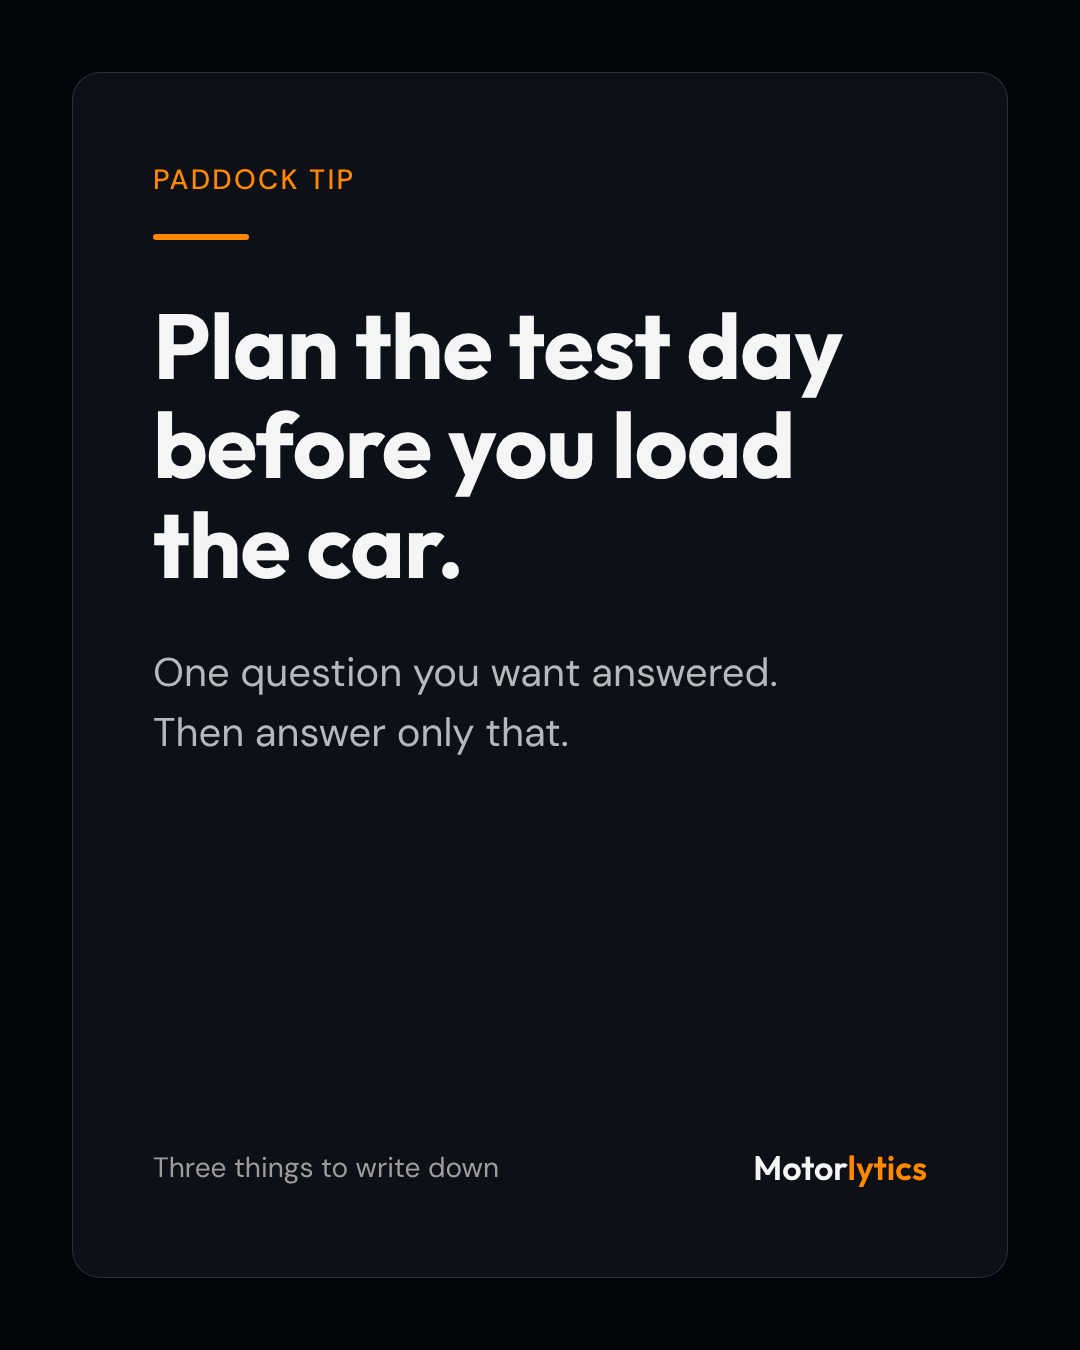 PADDOCK TIP
Plan the test day
before you load
the car.
One question you want answered.
Then answer only that.
Three things to write down
Motorlytics